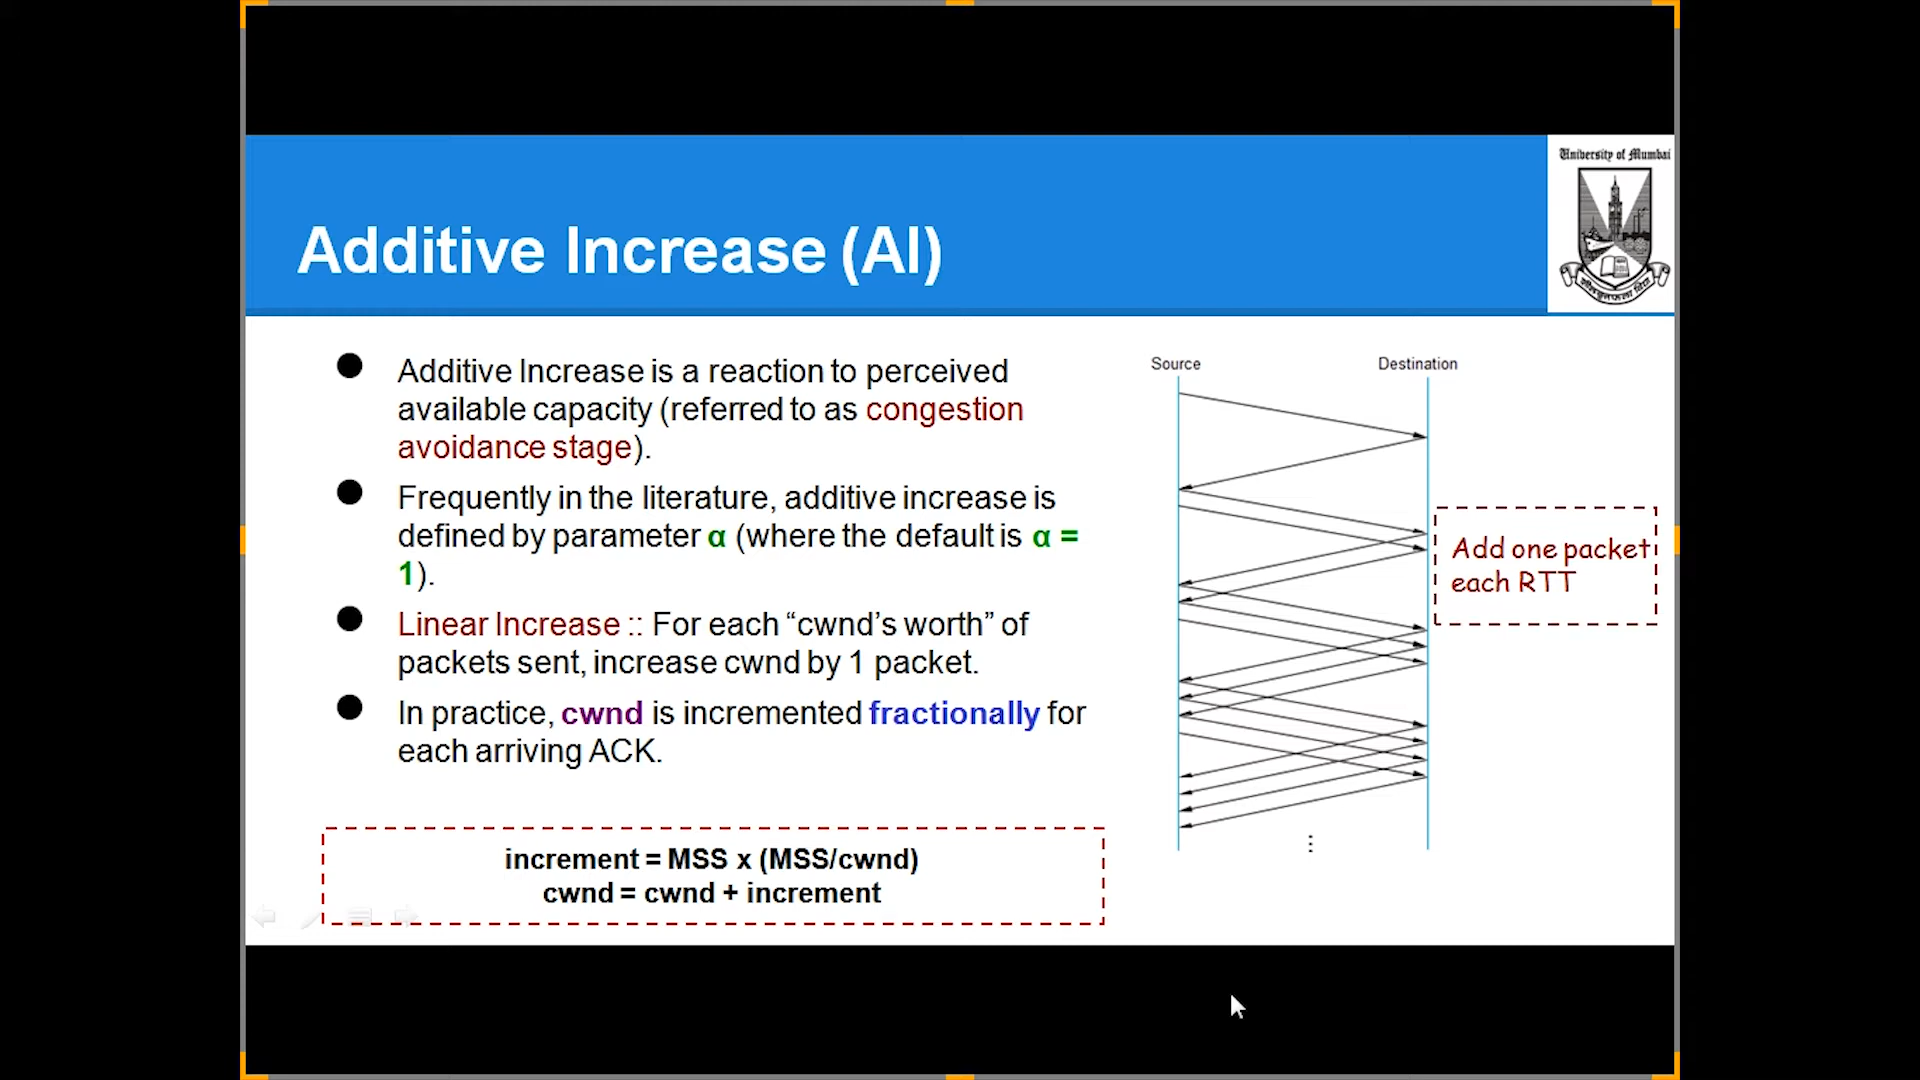 University of Mumbai
Additive Increase (AI)
● Additive Increase is a reaction to perceived
available capacity (referred to as congestion
avoidance stage).
● Frequently in the literature, additive increase is
defined by parameter α (where the default is α =
1).
● Linear Increase :: For each “cwnd’s worth” of
packets sent, increase cwnd by 1 packet.
● In practice, cwnd is incremented fractionally for
each arriving ACK.
increment = MSS x (MSS/cwnd)
cwnd = cwnd + increment
Source
Destination
Add one packet
each RTT
⋮